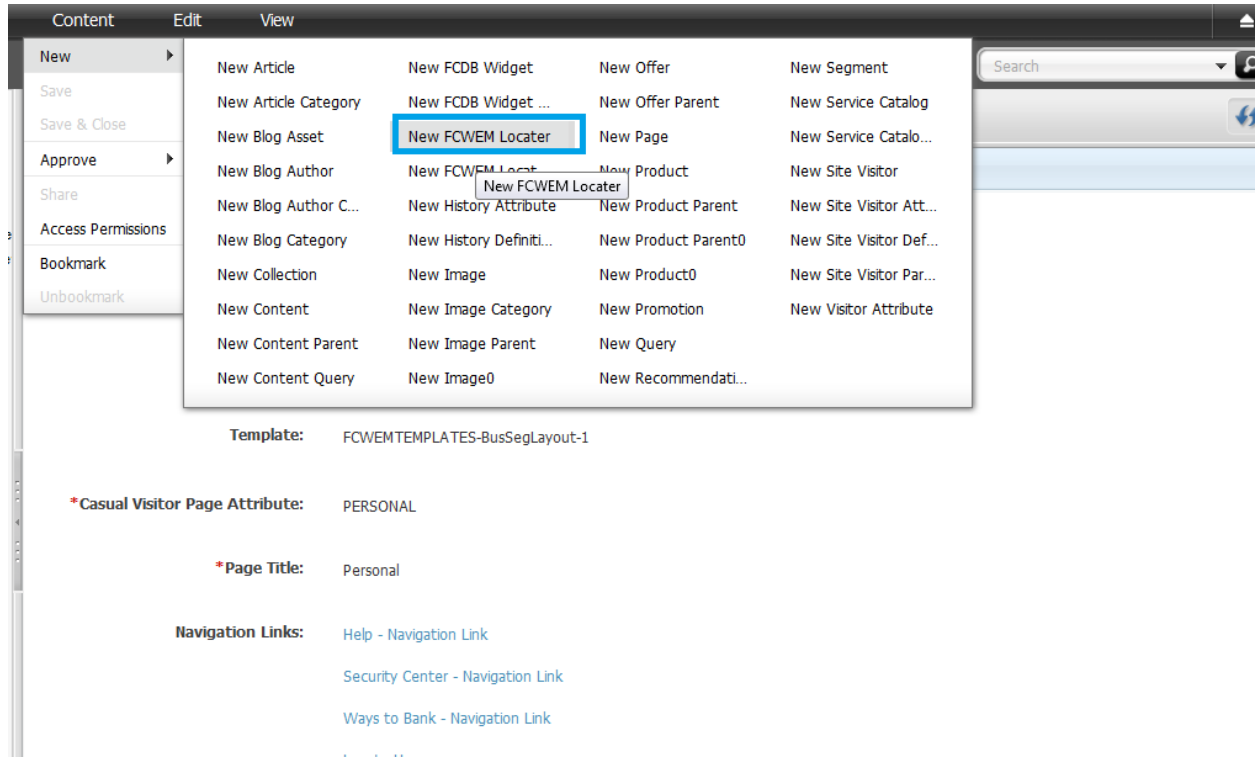 Content Edit View
New
Save
Save & Close
Approve
Share
Access Permissions
Bookmark
Unbookmark
New Article
New Article Category
New Blog Asset
New Blog Author
New Blog Author C...
New Blog Category
New Collection
New Content
New Content Parent
New Content Query
New FCDB Widget
New FCDB Widget ...
New FCWEM Locater
New FCWEM Locat...
New FCWEM Locater
New History Attribute
New History Definiti...
New Image
New Image Category
New Image Parent
New Image0
New Offer
New Offer Parent
New Page
New Product
New Product Parent
New Product Parent0
New Product0
New Promotion
New Query
New Recommendati...
New Segment
New Service Catalog
New Service Catalo...
New Site Visitor
New Site Visitor Att...
New Site Visitor Def...
New Site Visitor Par...
New Visitor Attribute
Search
Template: FCWEMTEMPLATES-BusSegLayout-1
*Casual Visitor Page Attribute: PERSONAL
*Page Title: Personal
Navigation Links: Help - Navigation Link
Security Center - Navigation Link
Ways to Bank - Navigation Link